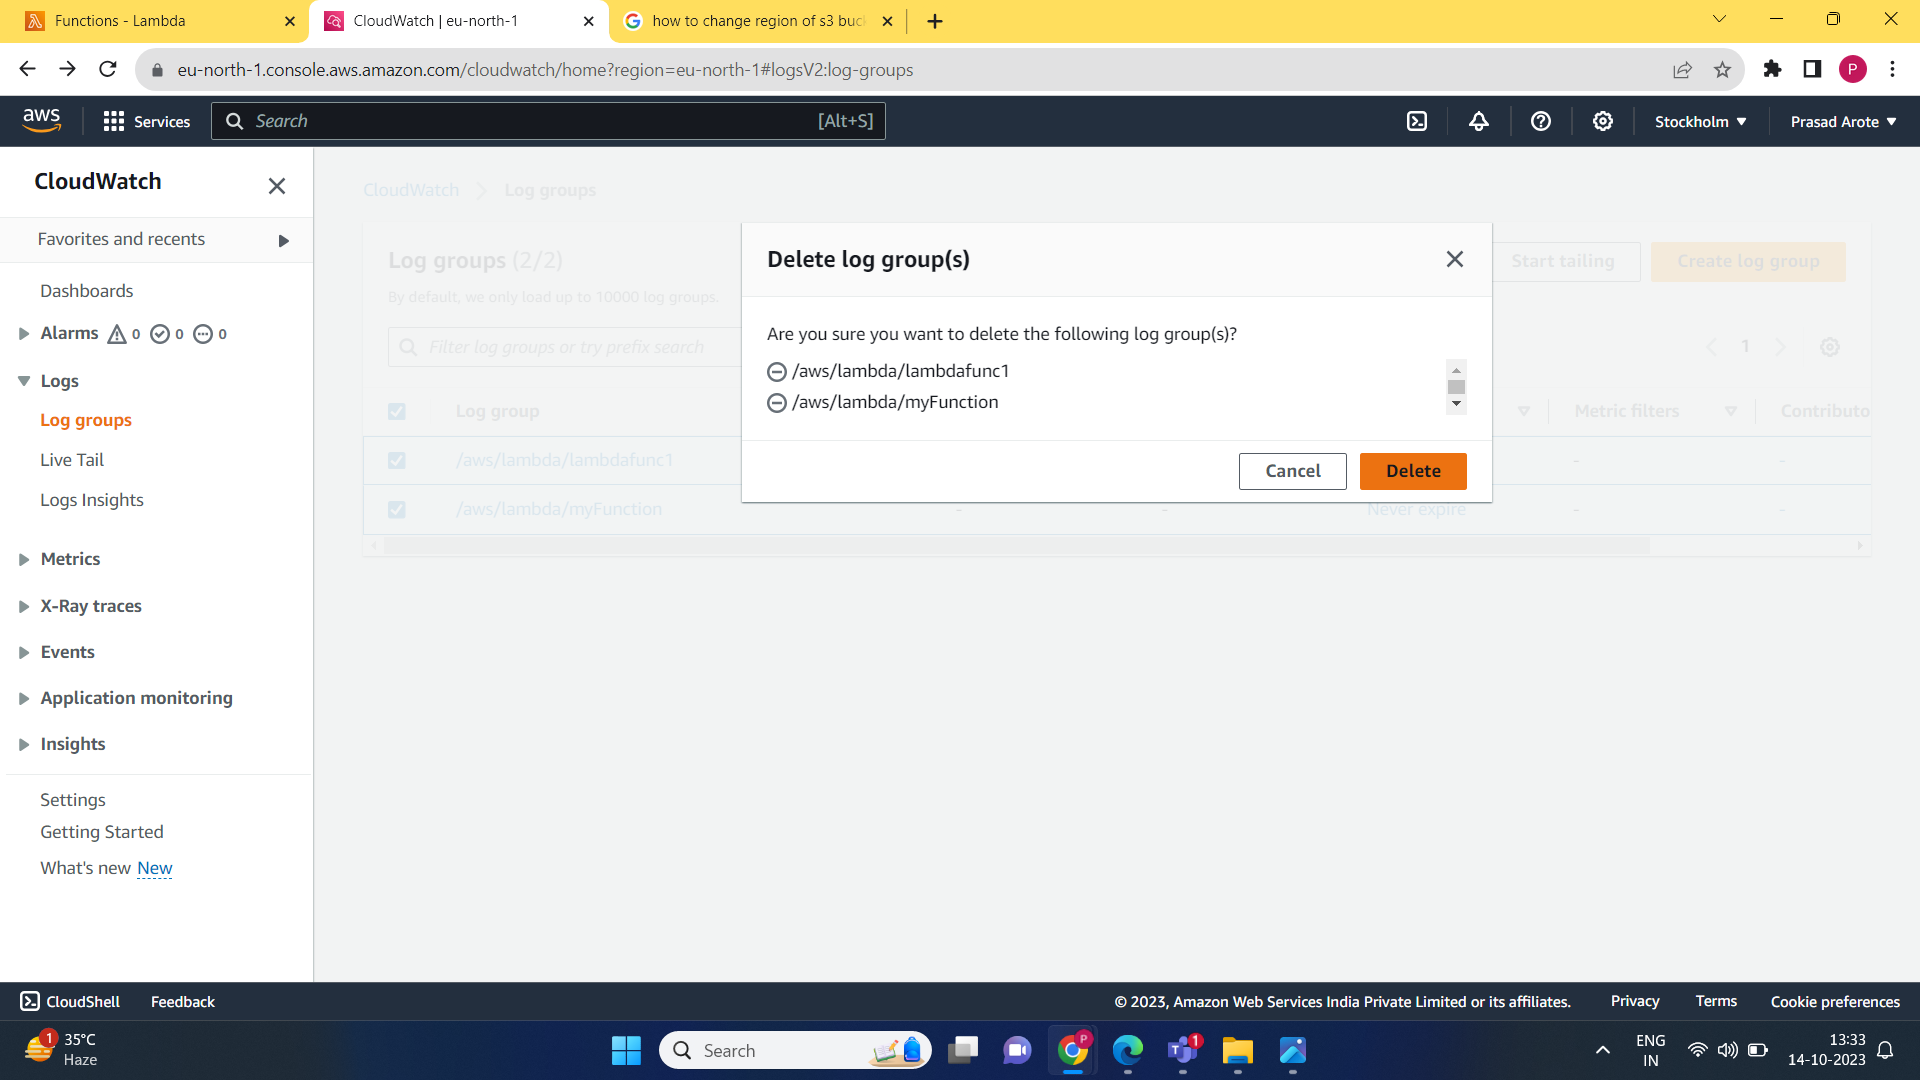 Functions - Lambda
CloudWatch | eu-north-1
how to change region of s3 buc
eu-north-1.console.aws.amazon.com/cloudwatch/home?region=eu-north-1#logsV2:log-groups
P
aws
Services
Search
[Alt+S]
Stockholm
Prasad Arote
CloudWatch
Favorites and recents
Dashboards
Alarms 0 0 0
Logs
Log groups
Live Tail
Logs Insights
Metrics
X-Ray traces
Events
Application monitoring
Insights
Settings
Getting Started
What's new New
CloudWatch
Log groups
Log groups (2/2)
By default, we only load up to 10000 log groups.
Start tailing
Create log group
Filter log groups or try prefix search
1
Log group
Metric filters
Contributo
/aws/lambda/lambdafunc1
-
-
/aws/lambda/myFunction
-
-
Never expire
-
-
Delete log group(s)
Are you sure you want to delete the following log group(s)?
/aws/lambda/lambdafunc1
/aws/lambda/myFunction
Cancel
Delete
CloudShell
Feedback
© 2023, Amazon Web Services India Private Limited or its affiliates.
Privacy
Terms
Cookie preferences
1
35°C
Haze
Search
P
T
1
ENG
IN
13:33
14-10-2023